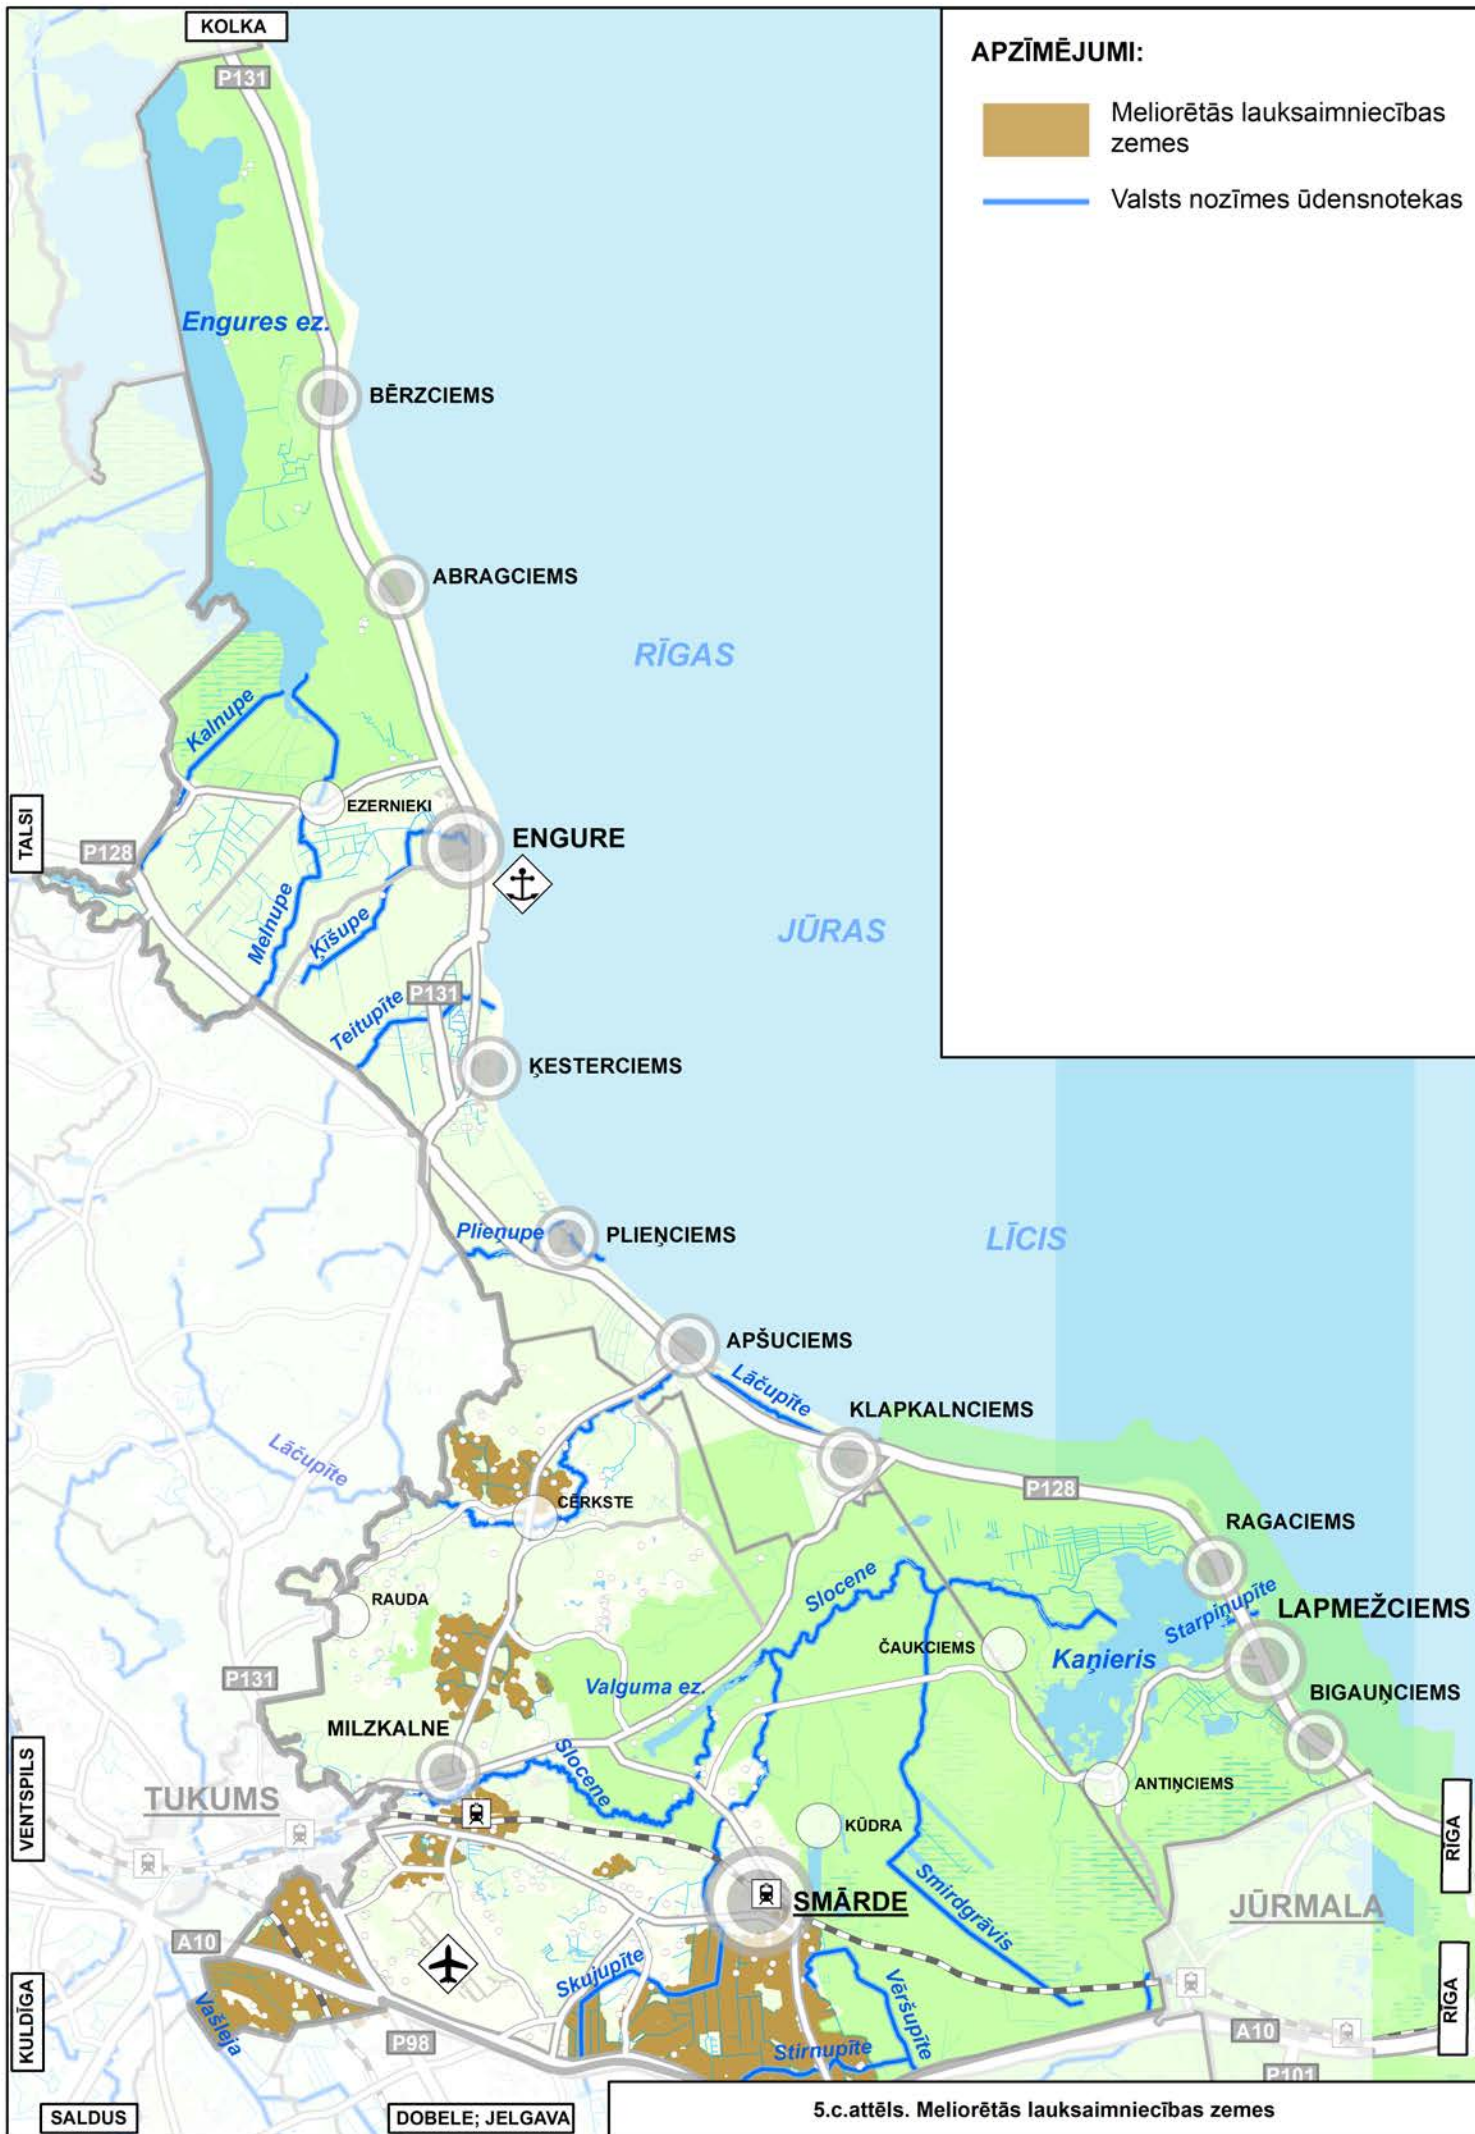 KOLKA
P131
APZĪMĒJUMI:
Meliorētās lauksaimniecības
zemes
Valsts nozīmes ūdensnotekas
Engures ez.
BĒRZCIEMS
ABRAGCIEMS
RĪGAS
Kalnupe
EZERNIEKI
TALSI
P128
ENGURE
Melnupe
Ķīšupe
JŪRAS
P131
Teitupīte
ĶESTERCIEMS
Plieņupe
PLIEŅCIEMS
LĪCIS
APŠUCIEMS
Lāčupīte
KLAPKALNCIEMS
Lāčupīte
P128
CĒRKSTE
RAGACIEMS
Slocene
RAUDA
Starpiņupīte
LAPMEŽCIEMS
ČAUKCIEMS
Kaņieris
P131
Valguma ez.
BIGAUŅCIEMS
MILZKALNE
Slocene
ANTIŅCIEMS
VENTSPILS
TUKUMS
KŪDRA
RĪGA
SMĀRDE
Smirdgrāvis
JŪRMALA
A10
Skujupīte
Vēršupīte
KULDĪGA
Vašleja
P98
Stirnupīte
A10
RĪGA
P101
SALDUS
DOBELE; JELGAVA
5.c.attēls. Meliorētās lauksaimniecības zemes